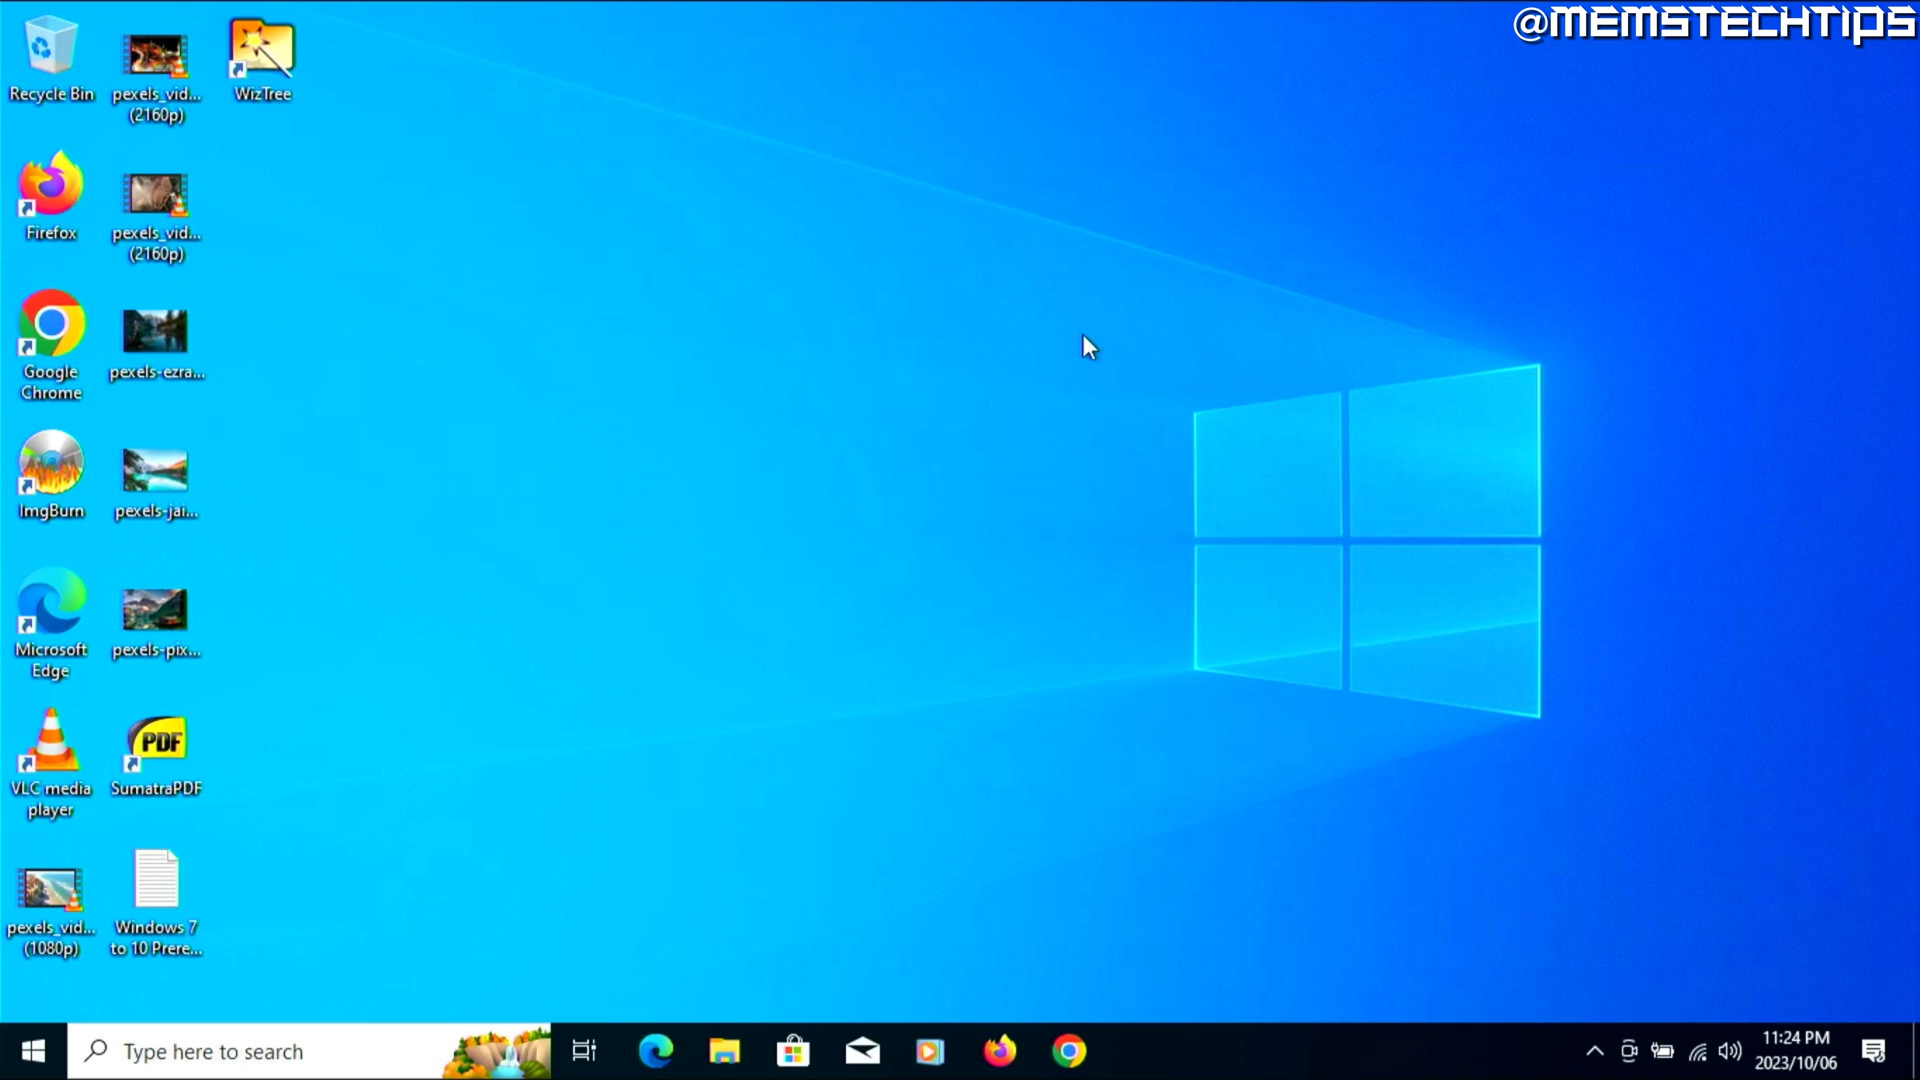 @MEMSTECHTIPS
Recycle Bin
pexels_vid...
(2160p)
WizTree
Firefox
pexels_vid...
(2160p)
Google
Chrome
pexels-ezra...
ImgBurn
pexels-jai...
Microsoft
Edge
pexels-pix...
VLC media
player
PDF
SumatraPDF
pexels_vid...
(1080p)
Windows 7
to 10 Prere...
Type here to search
11:24 PM
2023/10/06